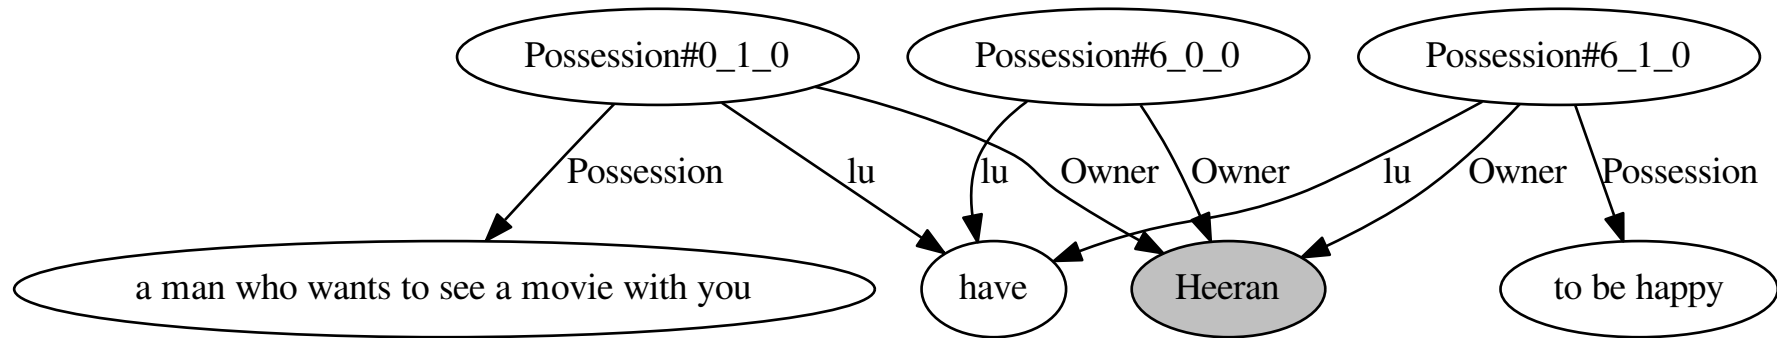 Possession#0_1_0 Possession#6_0_0 Possession#6_1_0
Possession lu lu Owner Owner lu Owner Possession
a man who wants to see a movie with you have Heeran to be happy